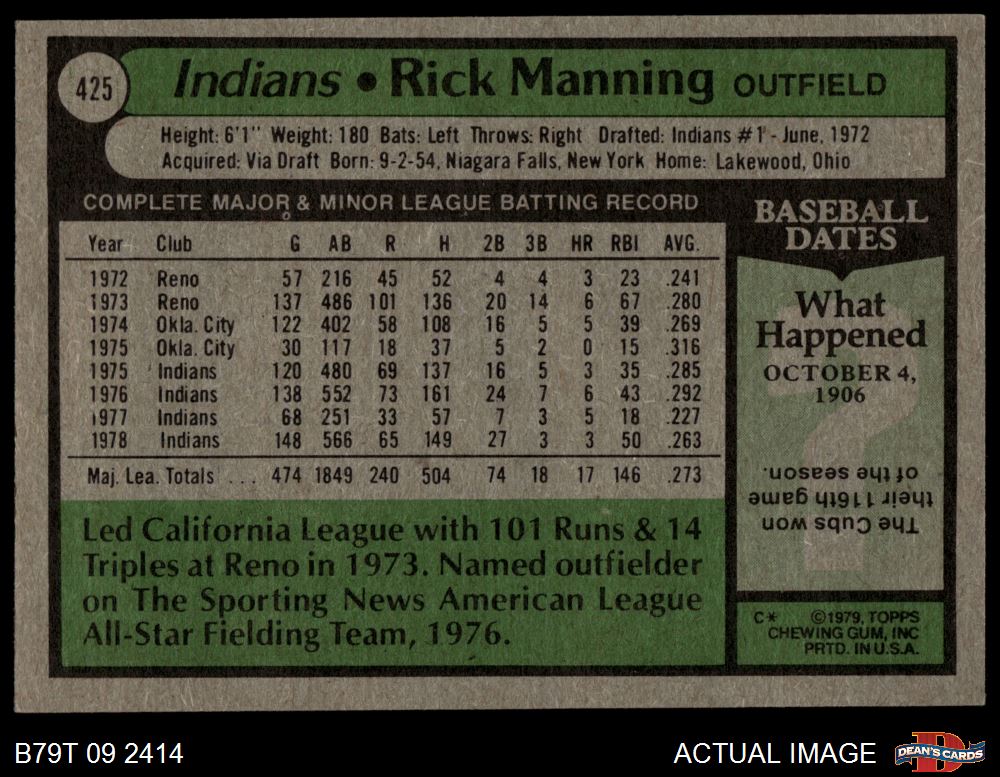 425
Indians • Rick Manning OUTFIELD
Height: 6'1" Weight: 180 Bats: Left Throws: Right Drafted: Indians #1 - June, 1972
Acquired: Via Draft Born: 9-2-54, Niagara Falls, New York Home: Lakewood, Ohio
COMPLETE MAJOR & MINOR LEAGUE BATTING RECORD
Year Club G AB R H 2B 3B HR RBI AVG.
1972 Reno 57 216 45 52 4 4 3 23 .241
1973 Reno 137 486 101 136 20 14 6 67 .280
1974 Okla. City 122 402 58 108 16 5 5 39 .269
1975 Okla. City 30 117 18 37 5 2 0 15 .316
1975 Indians 120 480 69 137 16 5 3 35 .285
1976 Indians 138 552 73 161 24 7 6 43 .292
1977 Indians 68 251 33 57 7 3 5 18 .227
1978 Indians 148 566 65 149 27 3 3 50 .263
Maj. Lea. Totals ... 474 1849 240 504 74 18 17 146 .273
Led California League with 101 Runs & 14
Triples at Reno in 1973. Named outfielder
on The Sporting News American League
All-Star Fielding Team, 1976.
BASEBALL
DATES
What
Happened
OCTOBER 4,
1906
The Cubs won
their 116th game
of the season.
C* ©1979, TOPPS
CHEWING GUM, INC
PRTD. IN U.S.A.
B79T 09 2414
ACTUAL IMAGE
DEAN'S CARDS